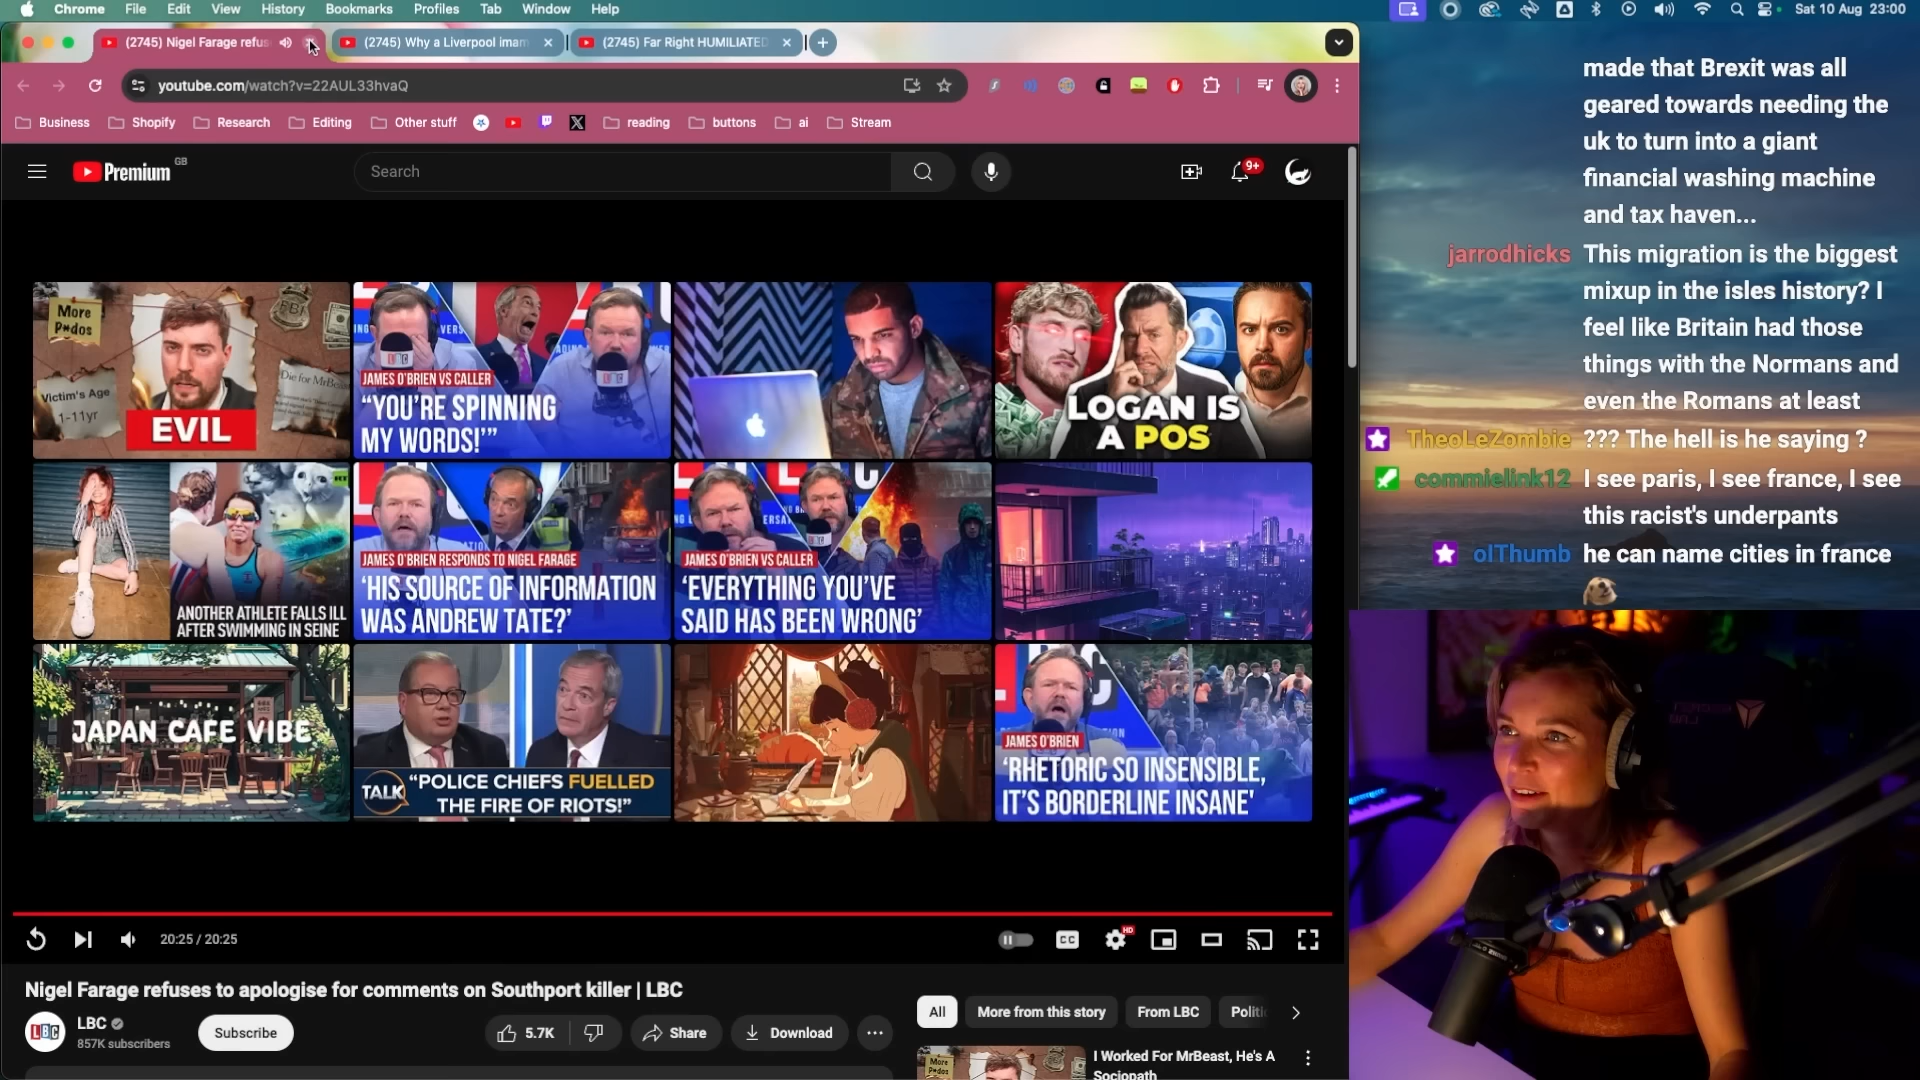 Chrome File Edit View History Bookmarks Profiles Tab Window Help
Sat 10 Aug 23:00
(2745) Nigel Farage refus
(2745) Why a Liverpool imam
(2745) Far Right HUMILIATED
youtube.com/watch?v=22AUL33hvaQ
Business Shopify Research Editing Other stuff reading buttons ai Stream
Premium GB
Search
9+
More
P*dos
FBI
Victim's Age
1-11yr
Die for MrBeast
EVIL
LBC
JAMES O'BRIEN VS CALLER
“YOU'RE SPINNING
MY WORDS!'”
LOGAN IS
A POS
ANOTHER ATHLETE FALLS ILL
AFTER SWIMMING IN SEINE
JAMES O'BRIEN RESPONDS TO NIGEL FARAGE
‘HIS SOURCE OF INFORMATION
WAS ANDREW TATE?’
JAMES O'BRIEN VS CALLER
‘EVERYTHING YOU'VE
SAID HAS BEEN WRONG’
JAPAN CAFE VIBE
TALK
“POLICE CHIEFS FUELLED
THE FIRE OF RIOTS!”
JAMES O'BRIEN
‘RHETORIC SO INSENSIBLE,
IT'S BORDERLINE INSANE'
20:25 / 20:25
CC
HD
Nigel Farage refuses to apologise for comments on Southport killer | LBC
LBC
LBC
857K subscribers
Subscribe
5.7K
Share
Download
All
More from this story
From LBC
Politi
More
I Worked For MrBeast, He's A
Sociopath
made that Brexit was all
geared towards needing the
uk to turn into a giant
financial washing machine
and tax haven...
jarrodhicks This migration is the biggest
mixup in the isles history? I
feel like Britain had those
things with the Normans and
even the Romans at least
TheoLeZombie ??? The hell is he saying ?
commielink12 I see paris, I see france, I see
this racist's underpants
olThumb he can name cities in france